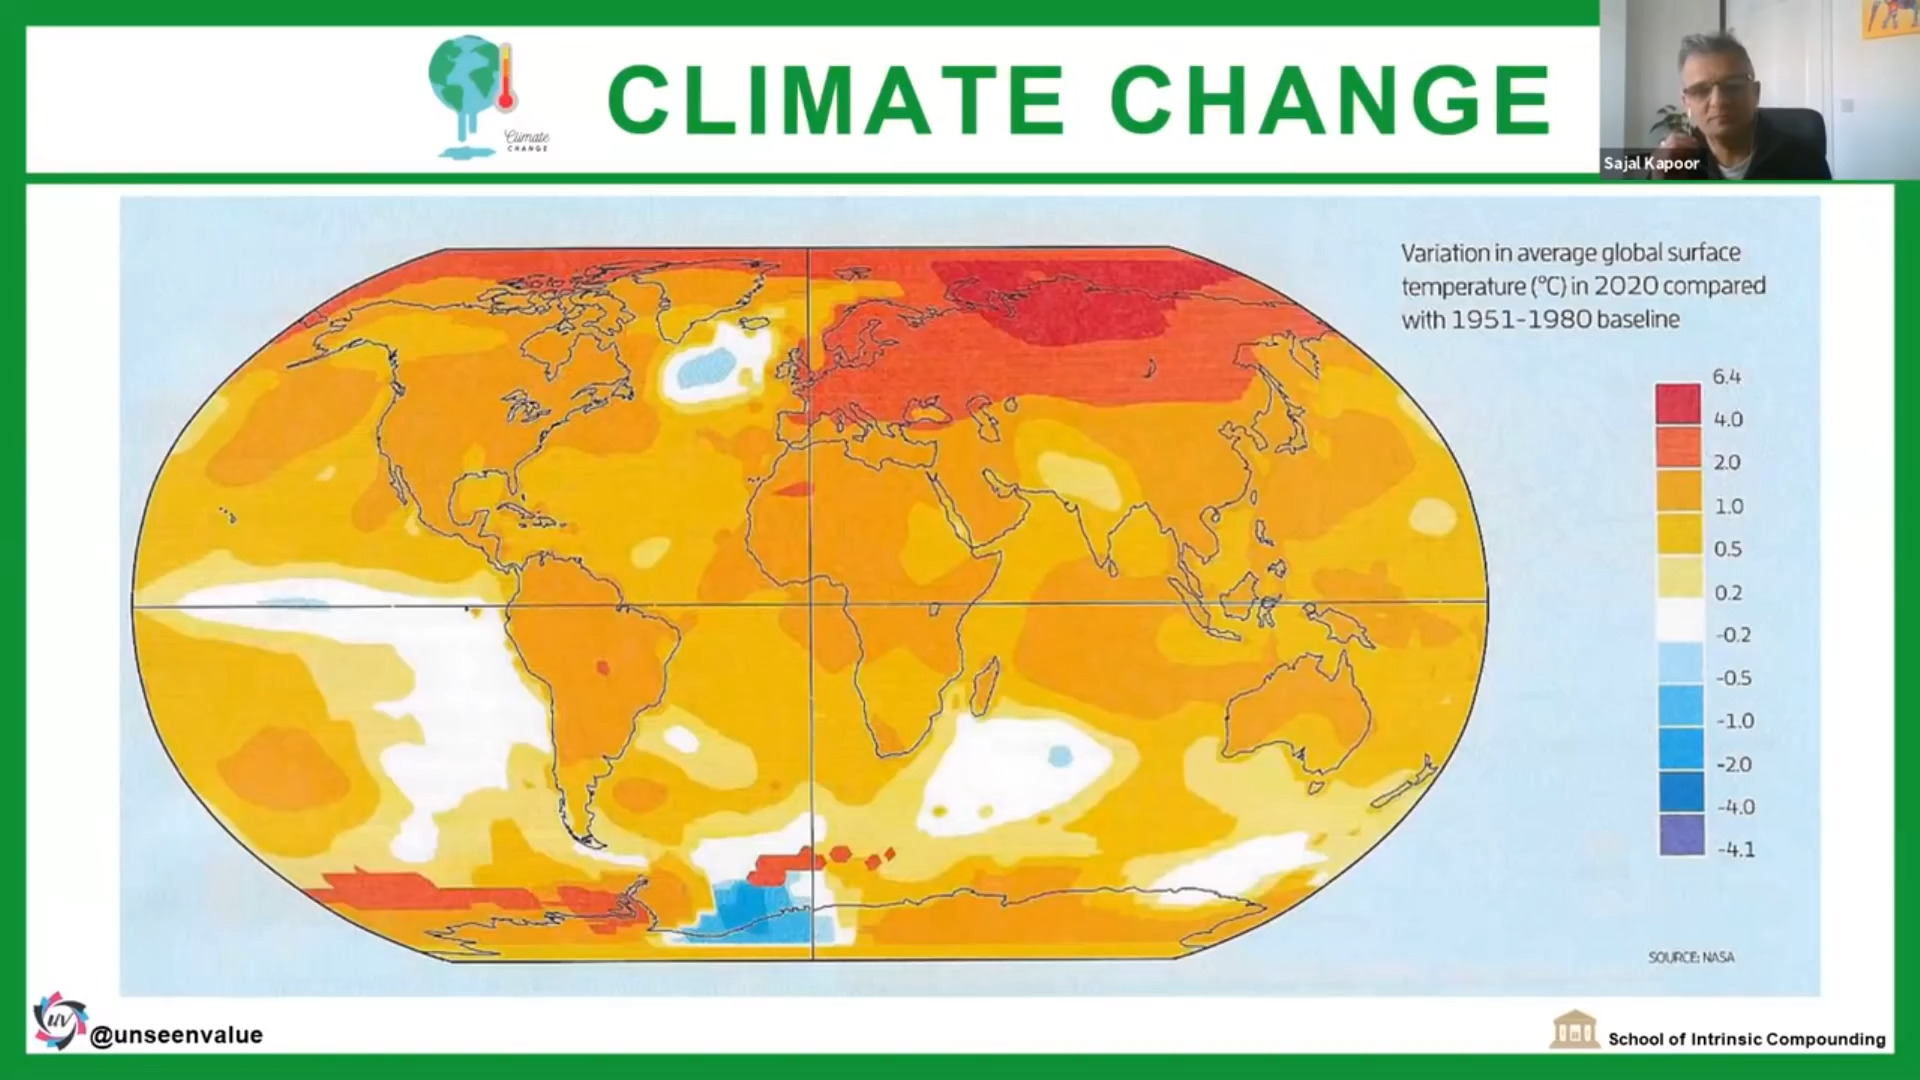 CLIMATE CHANGE
Climate
CHANGE
Sajal Kapoor
Variation in average global surface
temperature (°C) in 2020 compared
with 1951-1980 baseline
6.4
4.0
2.0
1.0
0.5
0.2
-0.2
-0.5
-1.0
-2.0
-4.0
-4.1
SOURCE: NASA
UV
@unseenvalue
School of Intrinsic Compounding